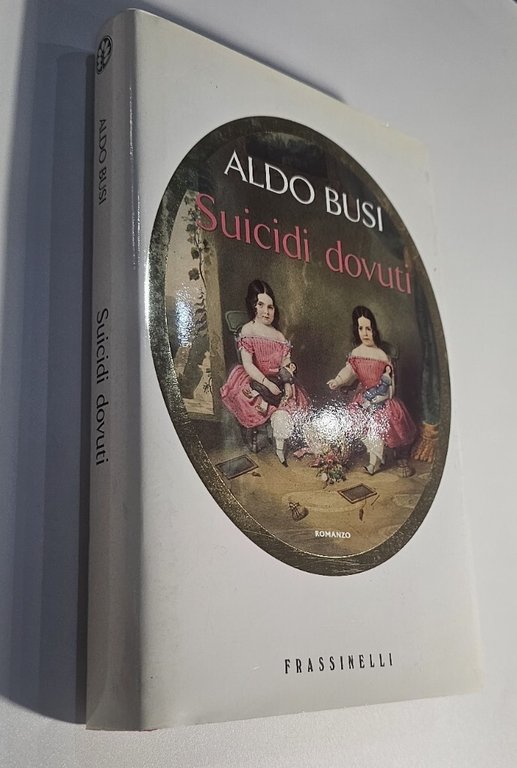 ALDO BUSI
Suicidi dovuti
ALDO BUSI
Suicidi dovuti
ROMANZO
FRASSINELLI